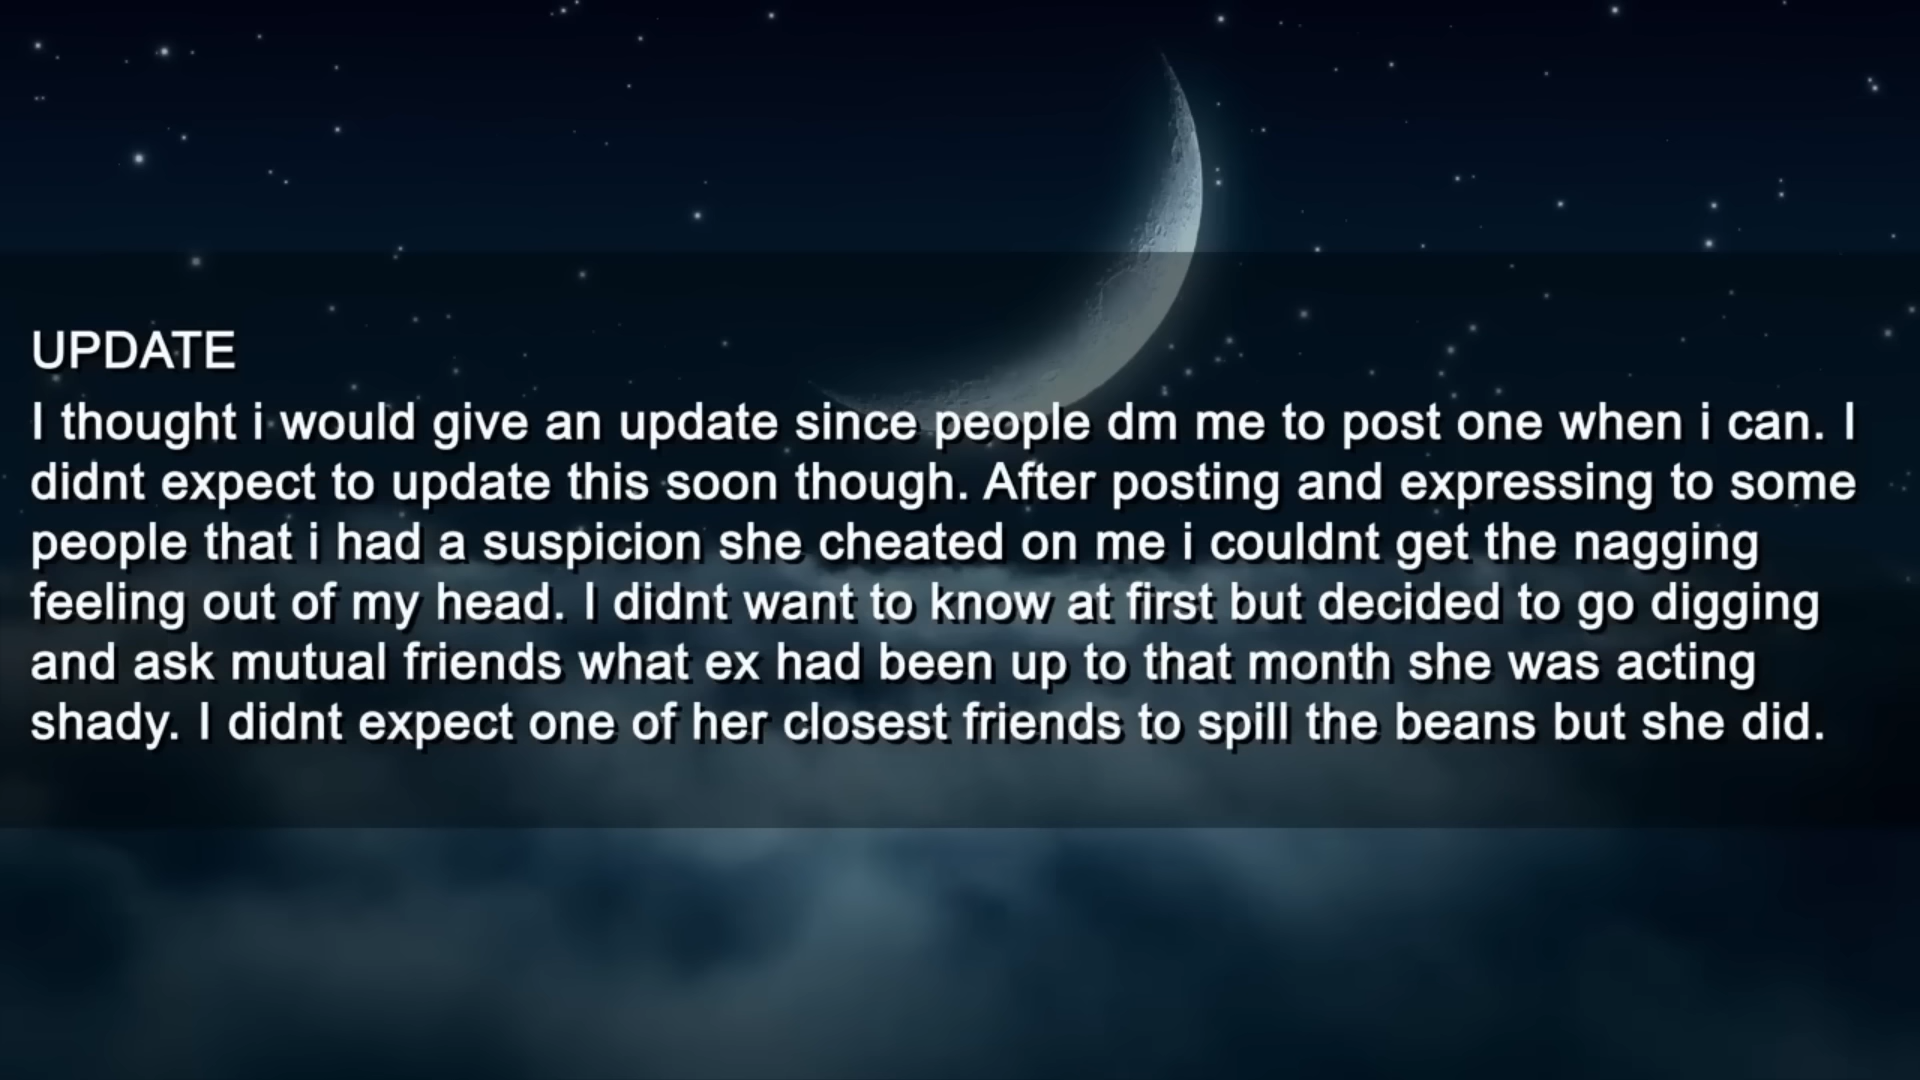 UPDATE
I thought i would give an update since people dm me to post one when i can. I
didnt expect to update this soon though. After posting and expressing to some
people that i had a suspicion she cheated on me i couldnt get the nagging
feeling out of my head. I didnt want to know at first but decided to go digging
and ask mutual friends what ex had been up to that month she was acting
shady. I didnt expect one of her closest friends to spill the beans but she did.